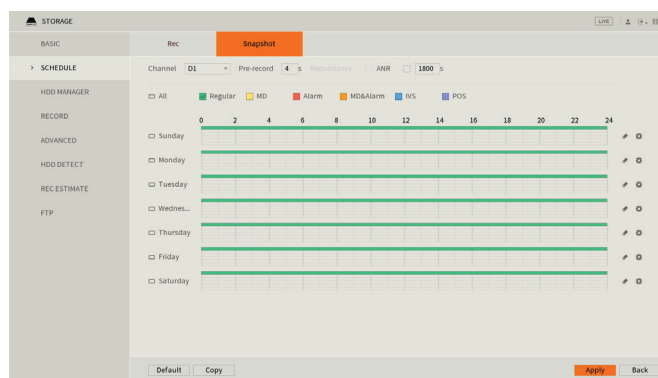 STORAGE LIVE
BASIC Rec Snapshot
> SCHEDULE Channel D1 Pre-record 4 s Redundancy ANR 1800 s
HDD MANAGER All Regular MD Alarm MD&Alarm IVS POS
RECORD
0 2 4 6 8 10 12 14 16 18 20 22 24
ADVANCED Sunday
HDD DETECT Monday
REC ESTIMATE Tuesday
FTP Wednes...
Thursday
Friday
Saturday
Default Copy Apply Back